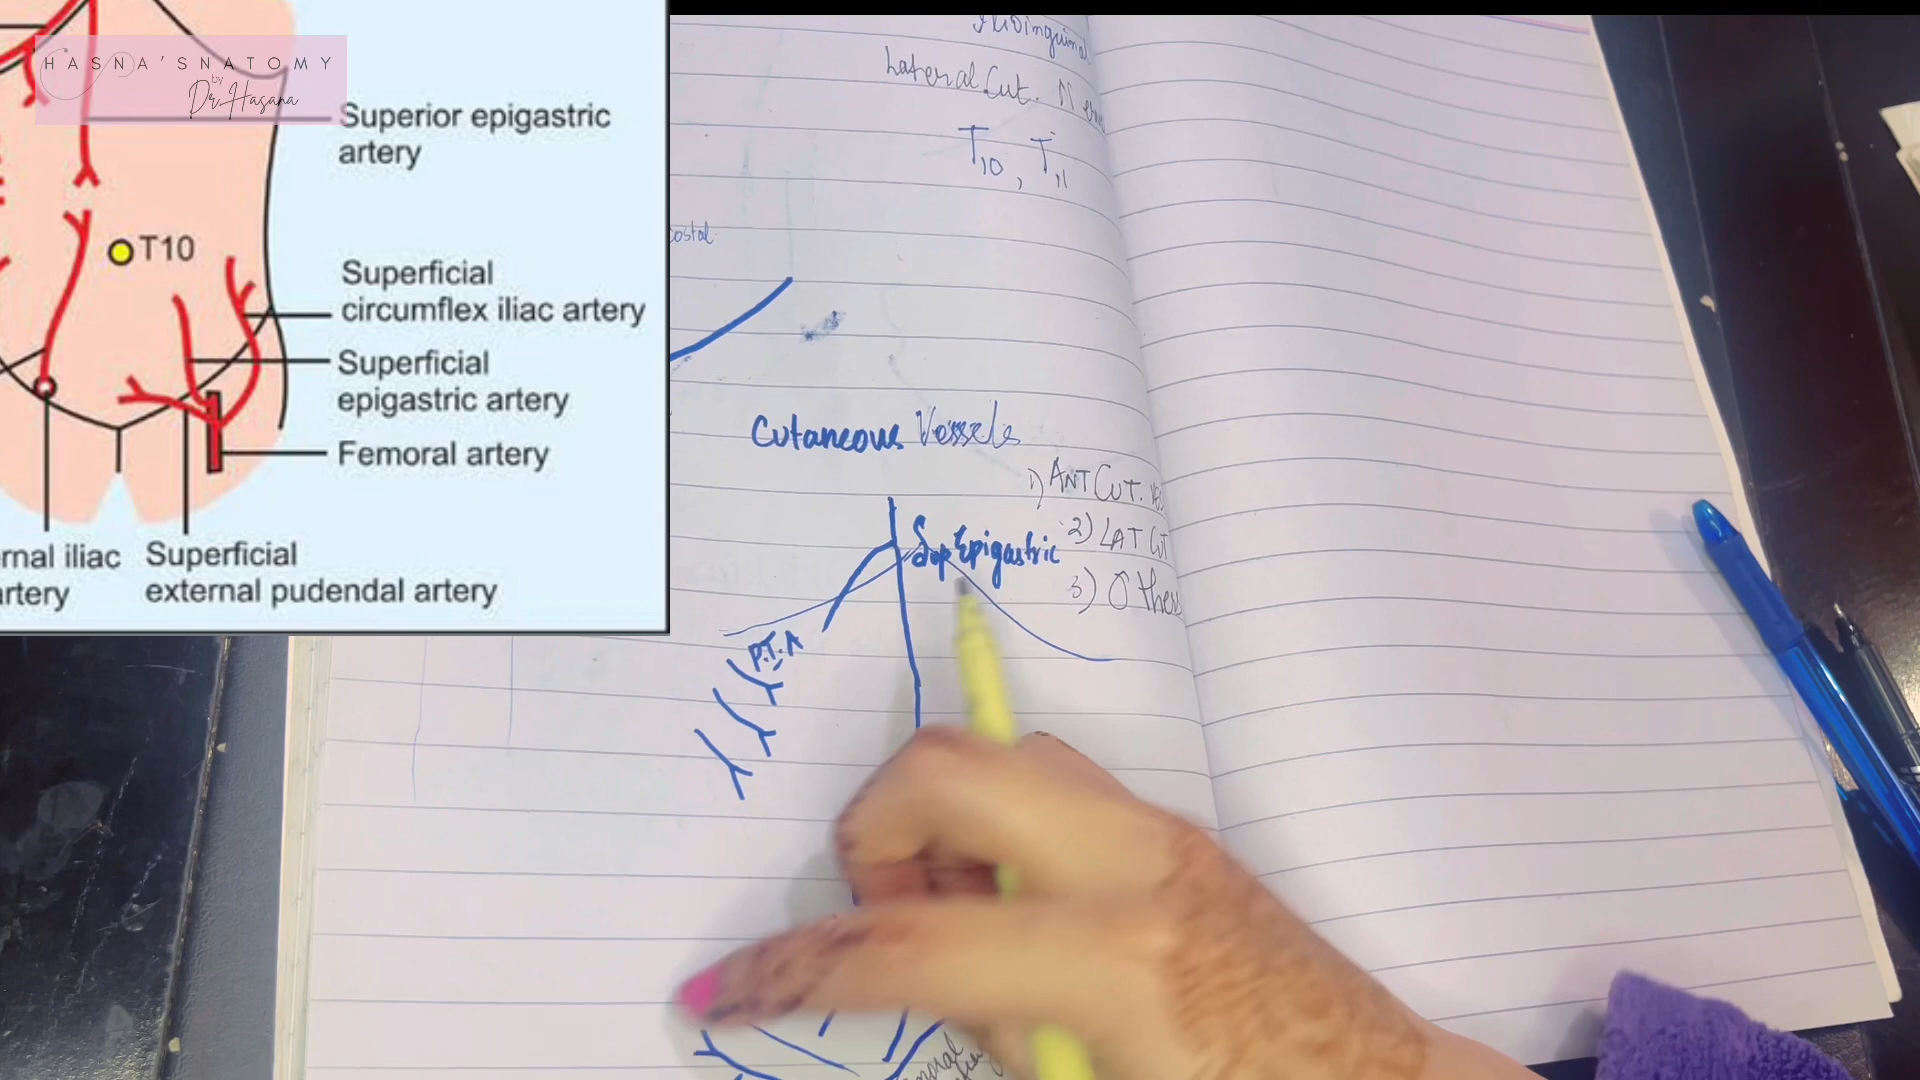 HASNA'SNATOMY
by
Dr.Hasana
Superior epigastric
artery
T10
Superficial
circumflex iliac artery
Superficial
epigastric artery
Femoral artery
rnal iliac
artery
Superficial
external pudendal artery
Lateral Cut.
T10, T11
costal
Cutaneous Vessels
1) ANT CUT.
2) LAT CUT
3) Others
Sup Epigastric
P.T.A